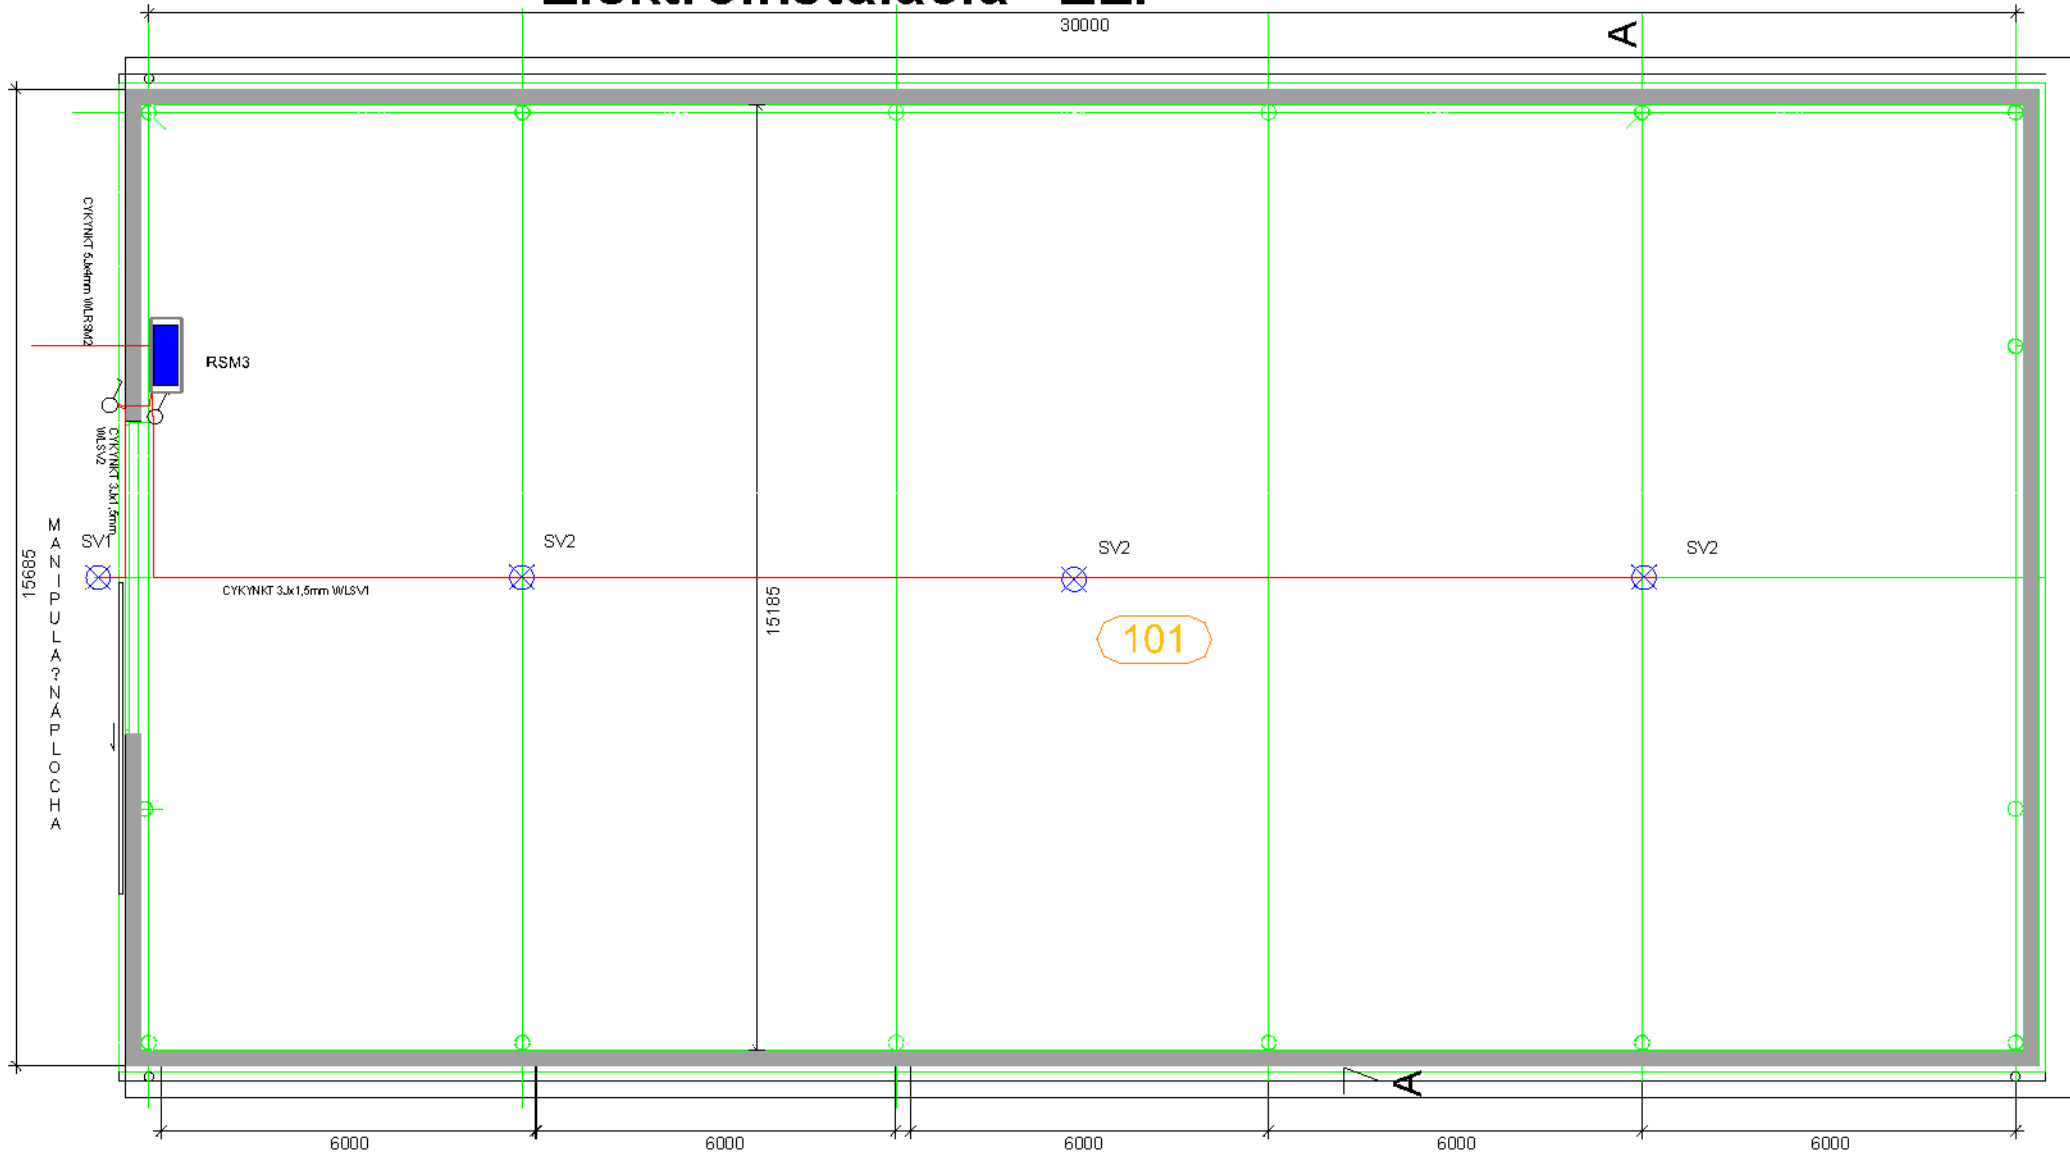 30000
A
CYKYNKT 5Jx4mm WLRSM2
RSM3
CYKYNKT 3Jx1,5mm
WLSV2
SV1
SV2
SV2
SV2
CYKYNKT 3Jx1,5mm WLSV1
15685
MANIPULA?NÁPLOCHA
15185
101
A
6000
6000
6000
6000
6000